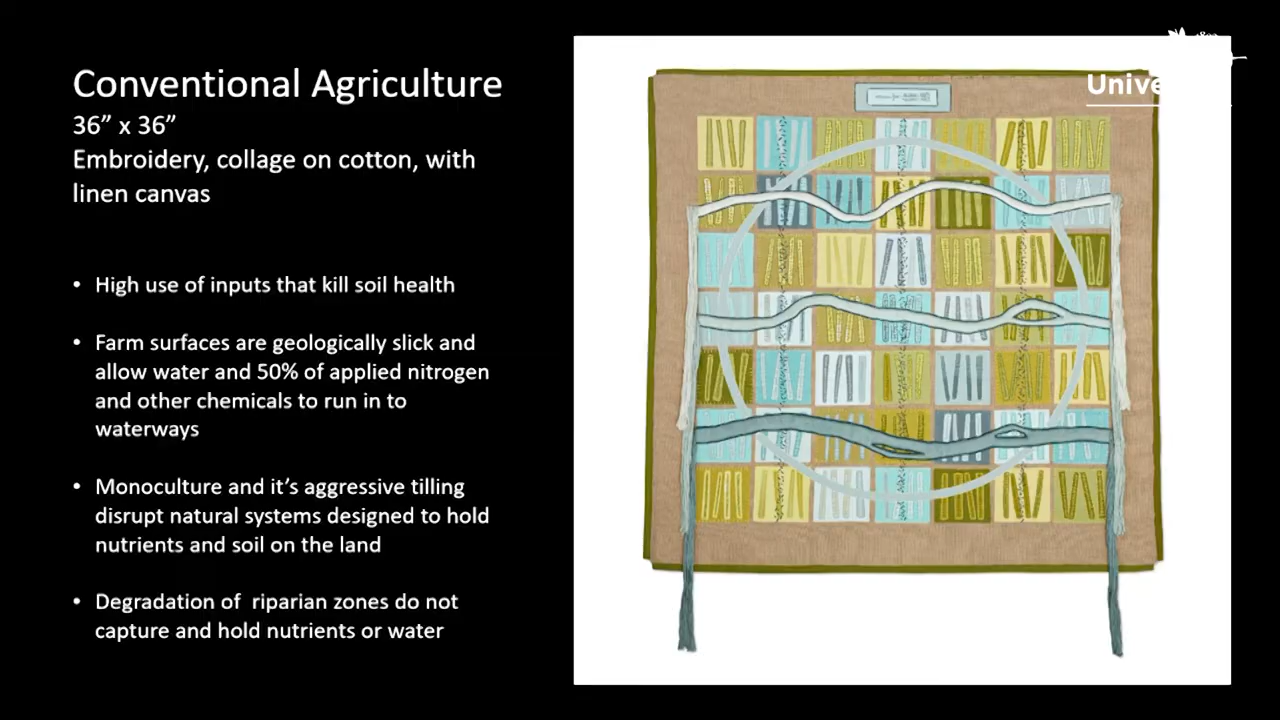 Conventional Agriculture
36” x 36”
Embroidery, collage on cotton, with
linen canvas
• High use of inputs that kill soil health
• Farm surfaces are geologically slick and
allow water and 50% of applied nitrogen
and other chemicals to run in to
waterways
• Monoculture and it’s aggressive tilling
disrupt natural systems designed to hold
nutrients and soil on the land
• Degradation of riparian zones do not
capture and hold nutrients or water